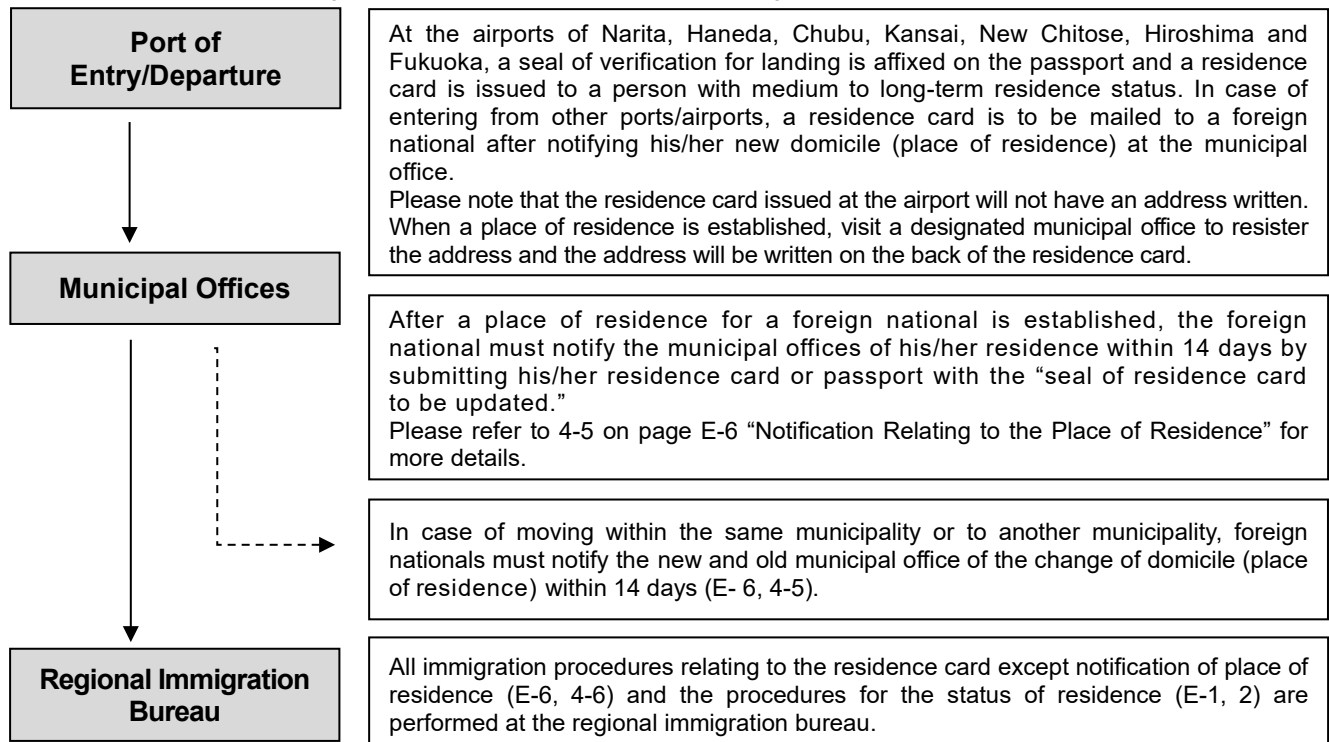 Port of
Entry/Departure
At the airports of Narita, Haneda, Chubu, Kansai, New Chitose, Hiroshima and
Fukuoka, a seal of verification for landing is affixed on the passport and a residence
card is issued to a person with medium to long-term residence status. In case of
entering from other ports/airports, a residence card is to be mailed to a foreign
national after notifying his/her new domicile (place of residence) at the municipal
office.
Please note that the residence card issued at the airport will not have an address written.
When a place of residence is established, visit a designated municipal office to resister
the address and the address will be written on the back of the residence card.
Municipal Offices
After a place of residence for a foreign national is established, the foreign
national must notify the municipal offices of his/her residence within 14 days by
submitting his/her residence card or passport with the “seal of residence card
to be updated.”
Please refer to 4-5 on page E-6 “Notification Relating to the Place of Residence” for
more details.
In case of moving within the same municipality or to another municipality, foreign
nationals must notify the new and old municipal office of the change of domicile (place
of residence) within 14 days (E- 6, 4-5).
Regional Immigration
Bureau
All immigration procedures relating to the residence card except notification of place of
residence (E-6, 4-6) and the procedures for the status of residence (E-1, 2) are
performed at the regional immigration bureau.